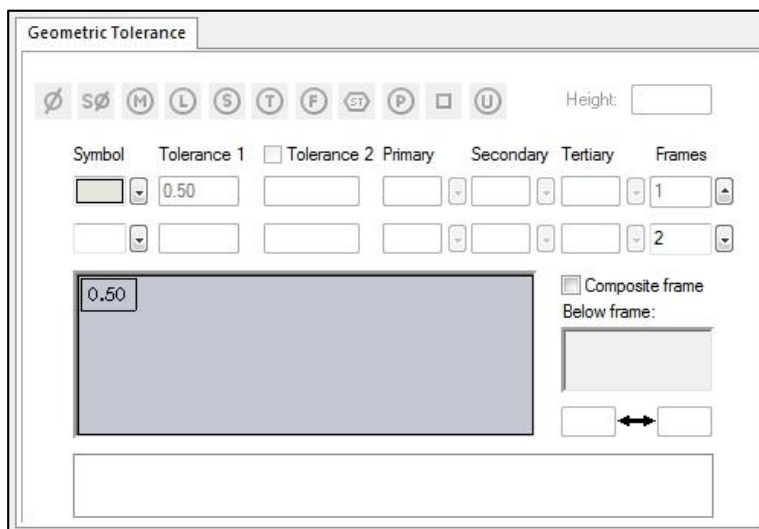 Geometric Tolerance
Ø SØ M L S T F ST P U Height:
Symbol Tolerance 1 Tolerance 2 Primary Secondary Tertiary Frames
0.50 1
2
0.50
Composite frame
Below frame: